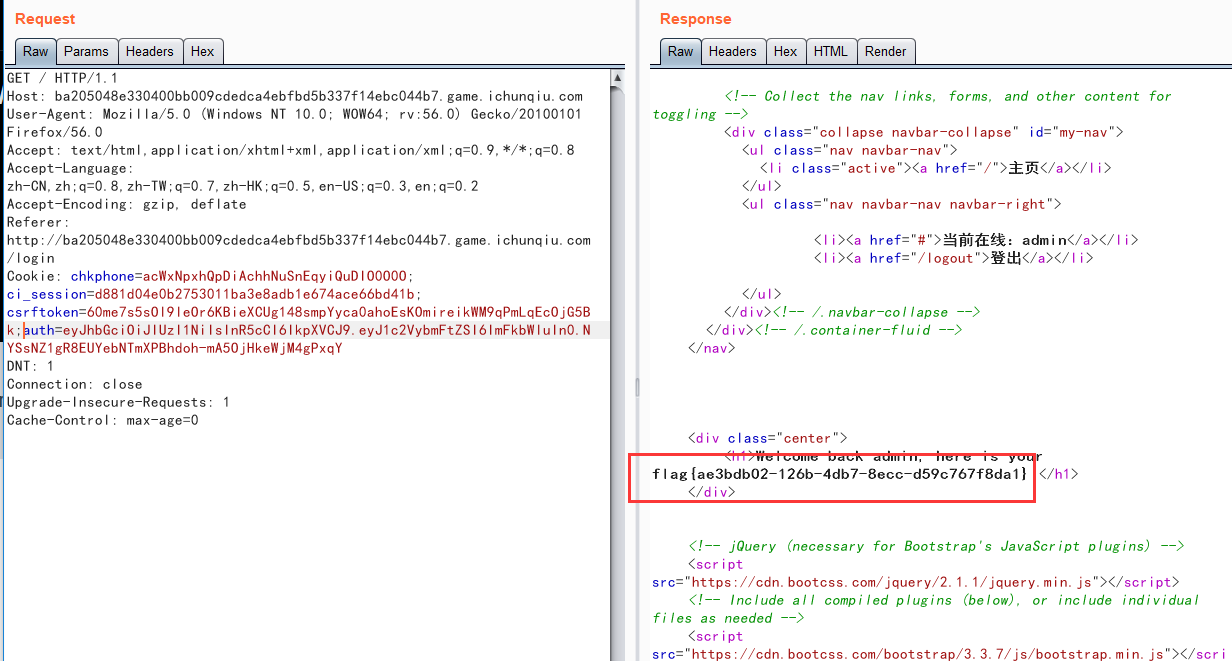 Request
Raw Params Headers Hex
GET / HTTP/1.1
Host: ba205048e330400bb009cdedca4ebfbd5b337f14ebc044b7.game.ichunqiu.com
User-Agent: Mozilla/5.0 (Windows NT 10.0; WOW64; rv:56.0) Gecko/20100101
Firefox/56.0
Accept: text/html,application/xhtml+xml,application/xml;q=0.9,*/*;q=0.8
Accept-Language:
zh-CN,zh;q=0.8,zh-TW;q=0.7,zh-HK;q=0.5,en-US;q=0.3,en;q=0.2
Accept-Encoding: gzip, deflate
Referer:
http://ba205048e330400bb009cdedca4ebfbd5b337f14ebc044b7.game.ichunqiu.com
/login
Cookie: chkphone=acWxNpxhQpDiAchhNuSnEqyiQuDIO0O0O;
ci_session=d881d04e0b2753011ba3e8adb1e674ace66bd41b;
csrftoken=60me7s5sOl9leOr6KBieXCUg148smpYyca0ahoEsKOmireikWM9qPmLqEcOjG5B
k;auth=eyJhbGciOiJIUzI1NiIsInR5cCI6IkpXVCJ9.eyJ1c2VybmFtZSI6ImFkbWluIn0.N
YSsNZ1gR8EUYebNTmXPBhdoh-mA50jHkeWjM4gPxqY
DNT: 1
Connection: close
Upgrade-Insecure-Requests: 1
Cache-Control: max-age=0
Response
Raw Headers Hex HTML Render
<!-- Collect the nav links, forms, and other content for
toggling -->
<div class="collapse navbar-collapse" id="my-nav">
<ul class="nav navbar-nav">
<li class="active"><a href="/">主页</a></li>
</ul>
<ul class="nav navbar-nav navbar-right">
<li><a href="#">当前在线：admin</a></li>
<li><a href="/logout">登出</a></li>
</ul>
</div><!-- /.navbar-collapse -->
</div><!-- /.container-fluid -->
</nav>
<div class="center">
<h1>Welcome back admin, here is your
flag{ae3bdb02-126b-4db7-8ecc-d59c767f8da1} </h1>
</div>
<!-- jQuery (necessary for Bootstrap's JavaScript plugins) -->
<script
src="https://cdn.bootcss.com/jquery/2.1.1/jquery.min.js"></script>
<!-- Include all compiled plugins (below), or include individual
files as needed -->
<script
src="https://cdn.bootcss.com/bootstrap/3.3.7/js/bootstrap.min.js"></scri